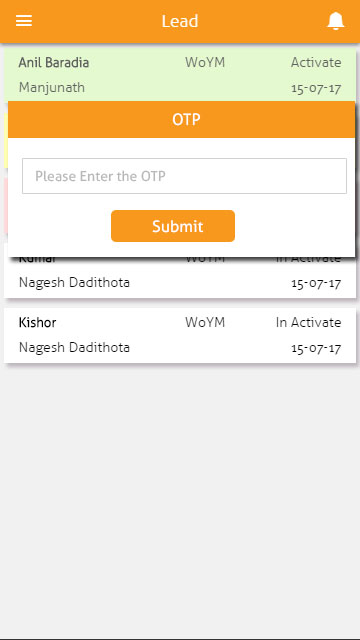 Lead
Anil Baradia WoYM Activate
Manjunath 15-07-17
OTP
Please Enter the OTP
Submit
Kumar WoYM In Activate
Nagesh Dadithota 15-07-17
Kishor WoYM In Activate
Nagesh Dadithota 15-07-17